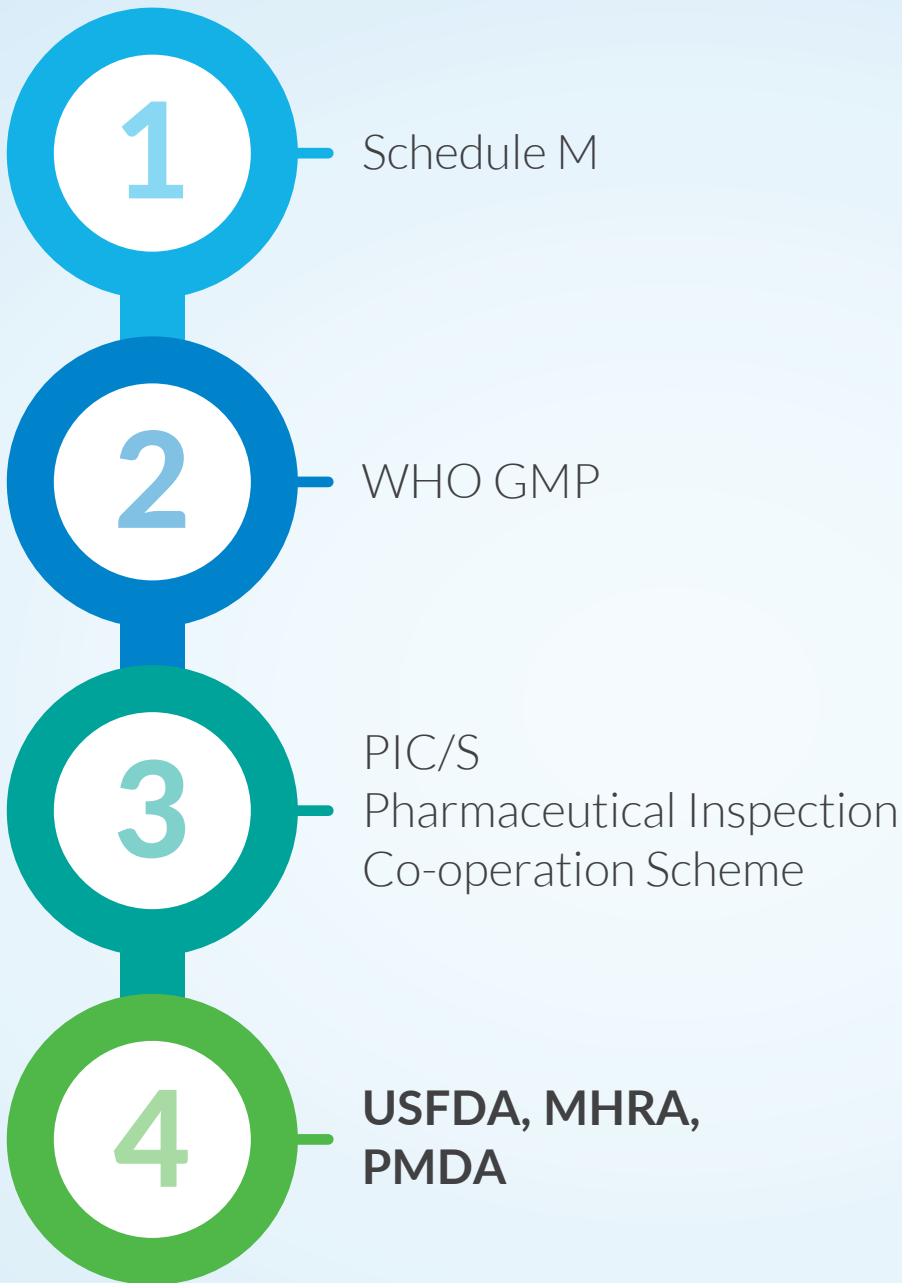 1
Schedule M
2
WHO GMP
3
PIC/S
Pharmaceutical Inspection
Co-operation Scheme
4
USFDA, MHRA,
PMDA